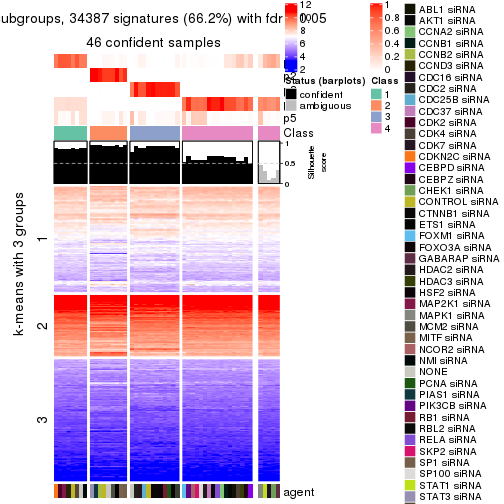 ubgroups, 34387 signatures (66.2%) with fdr 0.05
46 confident samples
p5
Class
1
0.5
0
Silhouette
score
k-means with 3 groups
1
2
3
agent
12
10
8
6
4
2
Status (barplots)
confident
ambiguous
1
0.8
0.6
0.4
0.2
0
Class
1
2
3
4
ABL1 siRNA
AKT1 siRNA
CCNA2 siRNA
CCNB1 siRNA
CCNB2 siRNA
CCND3 siRNA
CDC16 siRNA
CDC2 siRNA
CDC25B siRNA
CDC37 siRNA
CDK2 siRNA
CDK4 siRNA
CDK7 siRNA
CDKN2C siRNA
CEBPD siRNA
CEBPZ siRNA
CHEK1 siRNA
CONTROL siRNA
CTNNB1 siRNA
ETS1 siRNA
FOXM1 siRNA
FOXO3A siRNA
GABARAP siRNA
HDAC2 siRNA
HDAC3 siRNA
HSF2 siRNA
MAP2K1 siRNA
MAPK1 siRNA
MCM2 siRNA
MITF siRNA
NCOR2 siRNA
NMI siRNA
NONE
PCNA siRNA
PIAS1 siRNA
PIK3CB siRNA
RB1 siRNA
RBL2 siRNA
RELA siRNA
SKP2 siRNA
SP1 siRNA
SP100 siRNA
STAT1 siRNA
STAT3 siRNA